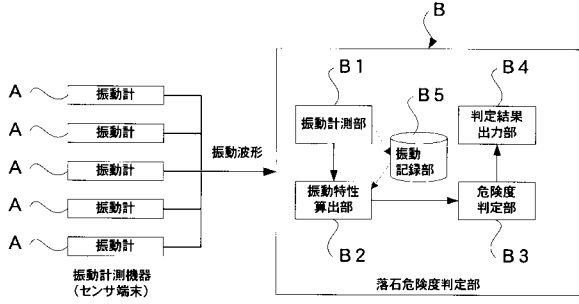 B
A
振動計
A
振動計
A
振動計
A
振動計
A
振動計
振動計測機器
(センサ端末)
振動波形
B1
振動計測部
B5
振動
記録部
B4
判定結果
出力部
振動特性
算出部
B2
危険度
判定部
B3
落石危険度判定部